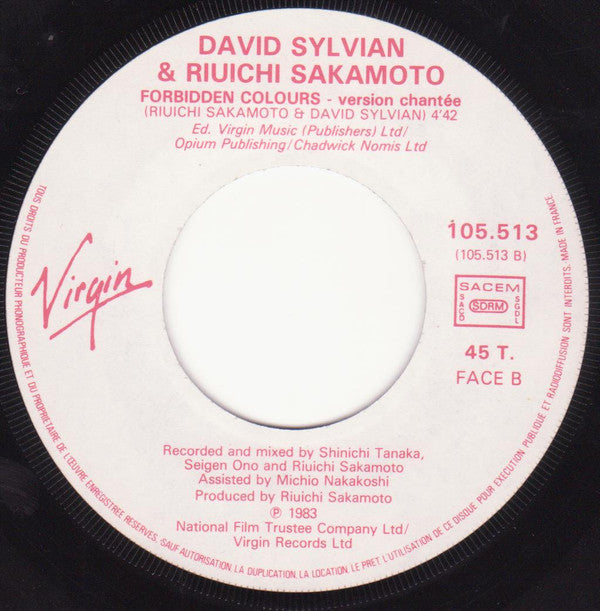 DAVID SYLVIAN
& RIUICHI SAKAMOTO
FORBIDDEN COLOURS - version chantée
(RIUICHI SAKAMOTO & DAVID SYLVIAN) 4'42
Ed. Virgin Music (Publishers) Ltd/
Opium Publishing/Chadwick Nomis Ltd
Virgin
105.513
(105.513 B)
SACEM
SACD
SDRM
SGDL
45 T.
FACE B
Recorded and mixed by Shinichi Tanaka,
Seigen Ono and Riuichi Sakamoto
Assisted by Michio Nakakoshi
Produced by Riuichi Sakamoto
℗ 1983
National Film Trustee Company Ltd/
Virgin Records Ltd
TOUS DROITS DU PRODUCTEUR PHONOGRAPHIQUE ET DU PROPRIETAIRE DE L'ŒUVRE ENREGISTREE RESERVES, SAUF AUTORISATION, LA DUPLICATION, LA LOCATION, LE PRET L'UTILISATION DE CE DISQUE POUR EXECUTION PUBLIQUE ET RADIODIFFUSION SONT INTERDITS. MADE IN FRANCE